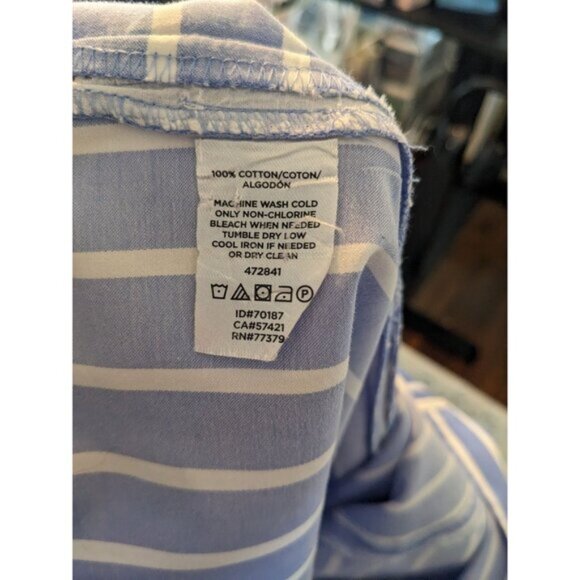 100% COTTON/COTON/
ALGODÓN
MACHINE WASH COLD
ONLY NON-CHLORINE
BLEACH WHEN NEEDED
TUMBLE DRY LOW
COOL IRON IF NEEDED
OR DRY CLEAN
472841
P
ID#70187
CA#57421
RN#77379